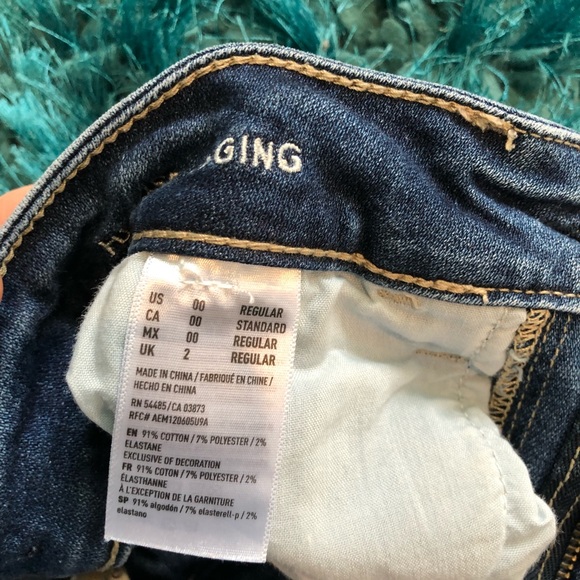 GING
US 00 REGULAR
CA 00 STANDARD
MX 00 REGULAR
UK 2 REGULAR
MADE IN CHINA / FABRIQUÉ EN CHINE /
HECHO EN CHINA
RN 54485/CA 03873
RFC# AEM120605U9A
EN 91% COTTON / 7% POLYESTER / 2%
ELASTANE
EXCLUSIVE OF DECORATION
FR 91% COTTON / 7% POLYESTER / 2%
ÉLASTHANNE
À L'EXCEPTION DE LA GARNITURE
SP 91% algodón / 7% elasterell-p / 2%
elastano